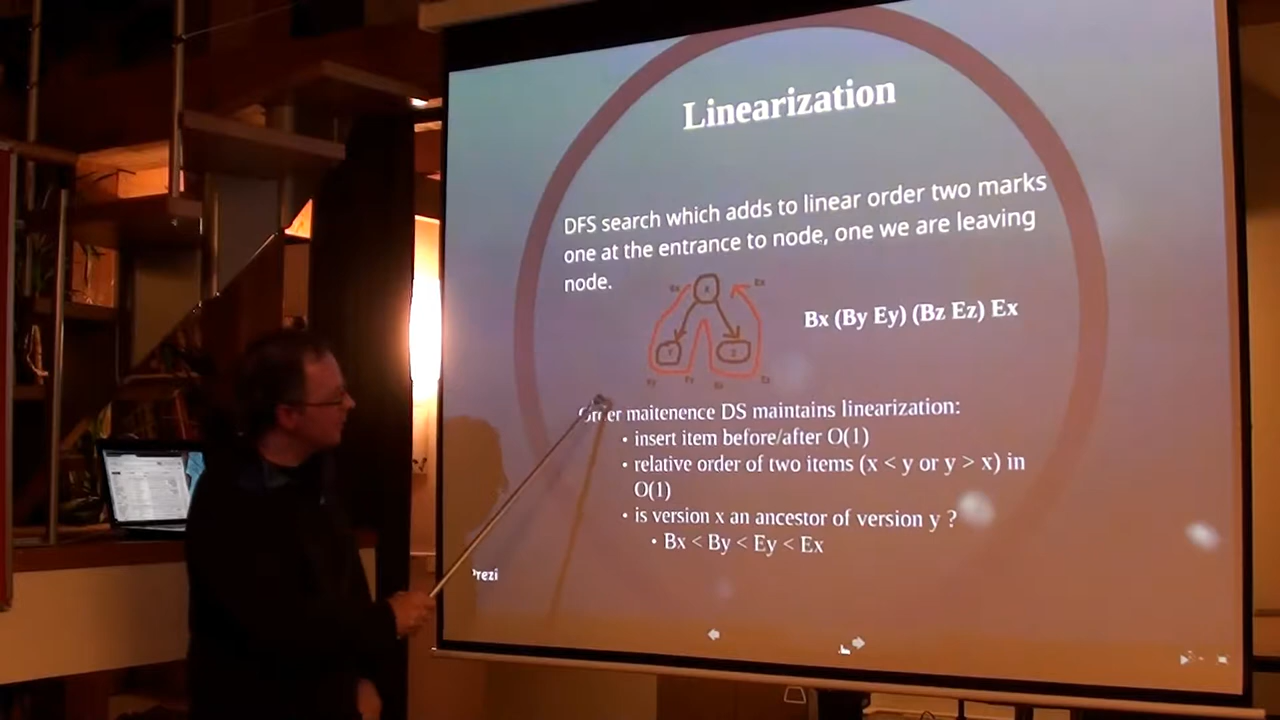 Linearization
DFS search which adds to linear order two marks
one at the entrance to node, one we are leaving
node.
Bx (By Ey) (Bz Ez) Ex
Order maitenence DS maintains linearization:
• insert item before/after O(1)
• relative order of two items (x < y or y > x) in
O(1)
• is version x an ancestor of version y ?
• Bx < By < Ey < Ex
Prezi